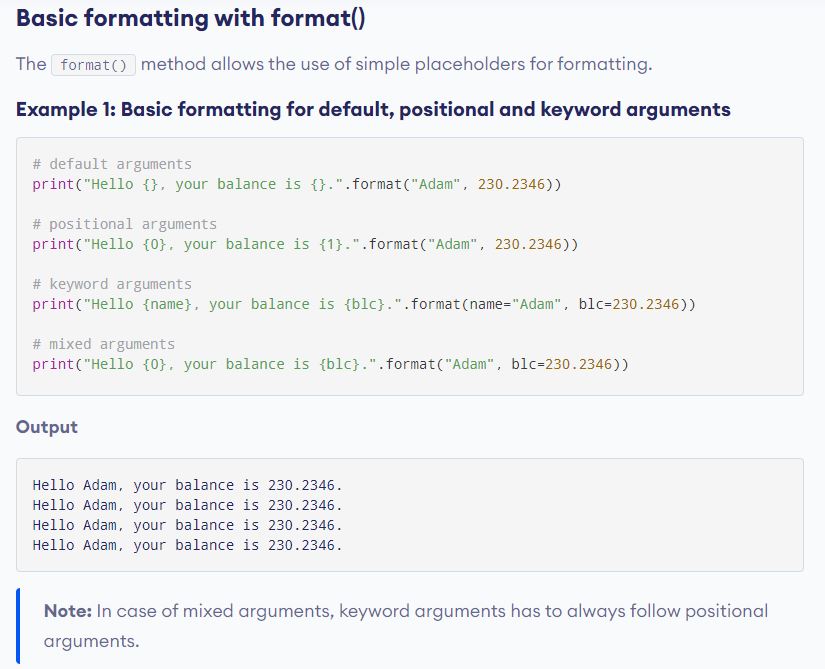 Basic formatting with format()
The format() method allows the use of simple placeholders for formatting.
Example 1: Basic formatting for default, positional and keyword arguments
# default arguments
print("Hello {}, your balance is {}.".format("Adam", 230.2346))
# positional arguments
print("Hello {0}, your balance is {1}.".format("Adam", 230.2346))
# keyword arguments
print("Hello {name}, your balance is {blc}.".format(name="Adam", blc=230.2346))
# mixed arguments
print("Hello {0}, your balance is {blc}.".format("Adam", blc=230.2346))
Output
Hello Adam, your balance is 230.2346.
Hello Adam, your balance is 230.2346.
Hello Adam, your balance is 230.2346.
Hello Adam, your balance is 230.2346.
Note: In case of mixed arguments, keyword arguments has to always follow positional
arguments.